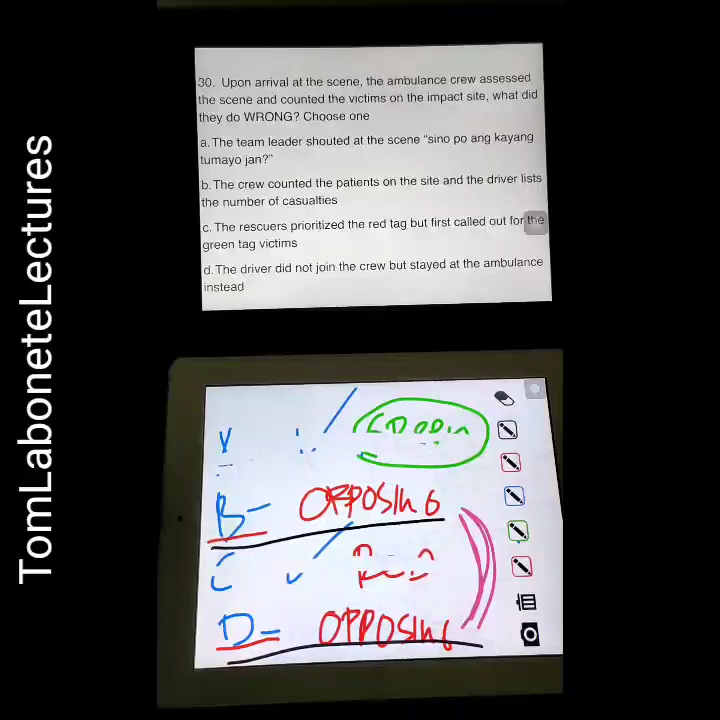 TomLaboneteLectures
30. Upon arrival at the scene, the ambulance crew assessed
the scene and counted the victims on the impact site, what did
they do WRONG? Choose one
a. The team leader shouted at the scene "sino po ang kayang
tumayo jan?"
b. The crew counted the patients on the site and the driver lists
the number of casualties
c. The rescuers prioritized the red tag but first called out for the
green tag victims
d. The driver did not join the crew but stayed at the ambulance
instead
B- OPPOSING
D= OPPOSING